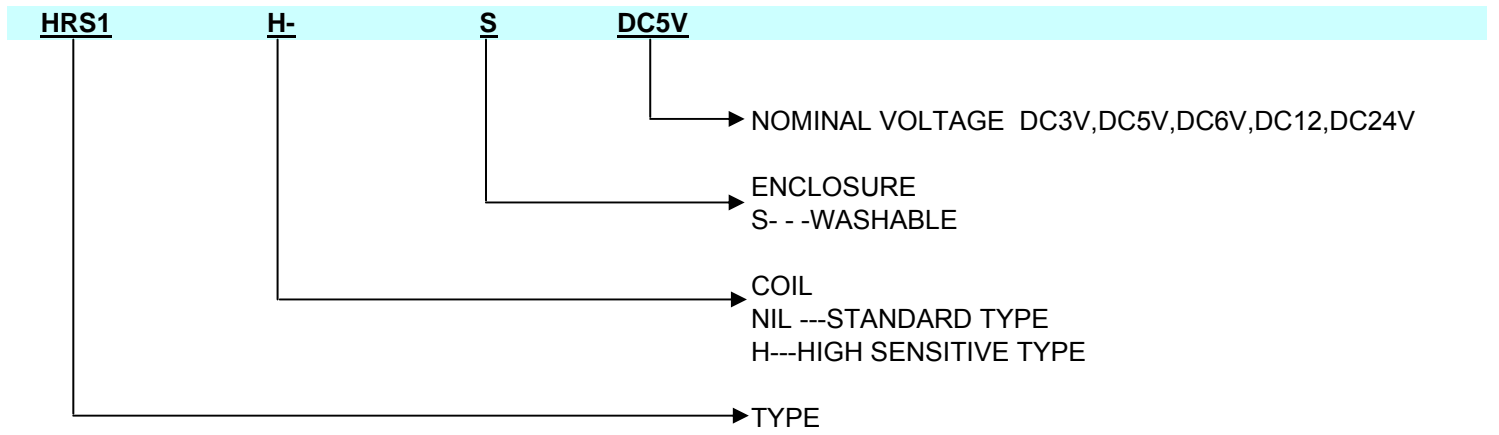 HRS1 H- S DC5V
NOMINAL VOLTAGE DC3V,DC5V,DC6V,DC12,DC24V
ENCLOSURE
S- - -WASHABLE
COIL
NIL ---STANDARD TYPE
H---HIGH SENSITIVE TYPE
TYPE